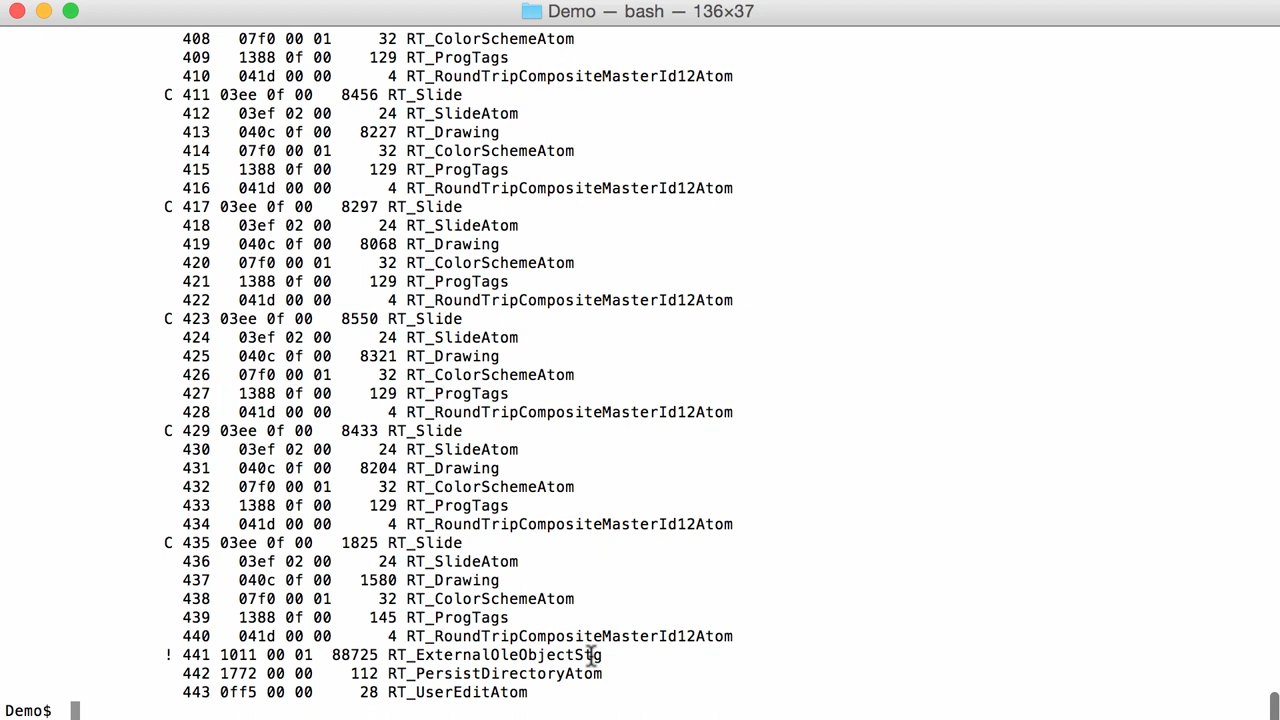 Demo — bash — 136×37
408 07f0 00 01 32 RT_ColorSchemeAtom
409 1388 0f 00 129 RT_ProgTags
410 041d 00 00 4 RT_RoundTripCompositeMasterId12Atom
C 411 03ee 0f 00 8456 RT_Slide
412 03ef 02 00 24 RT_SlideAtom
413 040c 0f 00 8227 RT_Drawing
414 07f0 00 01 32 RT_ColorSchemeAtom
415 1388 0f 00 129 RT_ProgTags
416 041d 00 00 4 RT_RoundTripCompositeMasterId12Atom
C 417 03ee 0f 00 8297 RT_Slide
418 03ef 02 00 24 RT_SlideAtom
419 040c 0f 00 8068 RT_Drawing
420 07f0 00 01 32 RT_ColorSchemeAtom
421 1388 0f 00 129 RT_ProgTags
422 041d 00 00 4 RT_RoundTripCompositeMasterId12Atom
C 423 03ee 0f 00 8550 RT_Slide
424 03ef 02 00 24 RT_SlideAtom
425 040c 0f 00 8321 RT_Drawing
426 07f0 00 01 32 RT_ColorSchemeAtom
427 1388 0f 00 129 RT_ProgTags
428 041d 00 00 4 RT_RoundTripCompositeMasterId12Atom
C 429 03ee 0f 00 8433 RT_Slide
430 03ef 02 00 24 RT_SlideAtom
431 040c 0f 00 8204 RT_Drawing
432 07f0 00 01 32 RT_ColorSchemeAtom
433 1388 0f 00 129 RT_ProgTags
434 041d 00 00 4 RT_RoundTripCompositeMasterId12Atom
C 435 03ee 0f 00 1825 RT_Slide
436 03ef 02 00 24 RT_SlideAtom
437 040c 0f 00 1580 RT_Drawing
438 07f0 00 01 32 RT_ColorSchemeAtom
439 1388 0f 00 145 RT_ProgTags
440 041d 00 00 4 RT_RoundTripCompositeMasterId12Atom
! 441 1011 00 01 88725 RT_ExternalOleObjectStg
442 1772 00 00 112 RT_PersistDirectoryAtom
443 0ff5 00 00 28 RT_UserEditAtom
Demo$